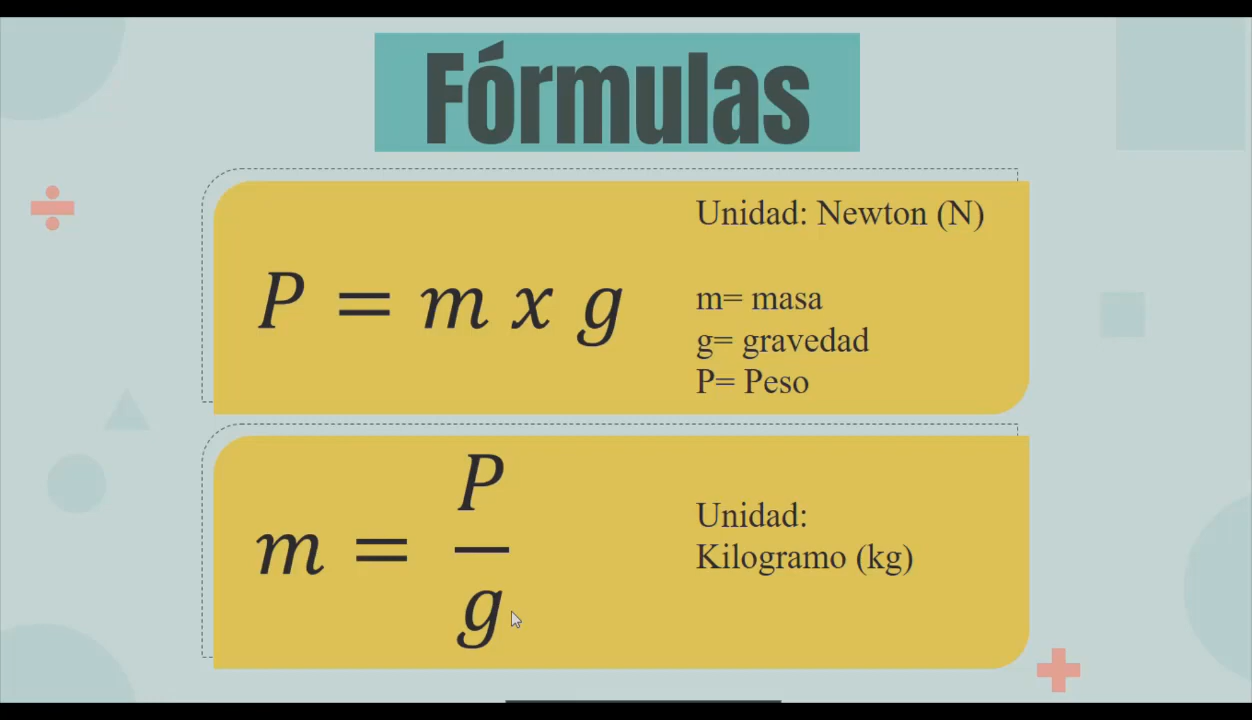 Fórmulas
Unidad: Newton (N)
P = m x g
m= masa
g= gravedad
P= Peso
m = P/g
Unidad:
Kilogramo (kg)